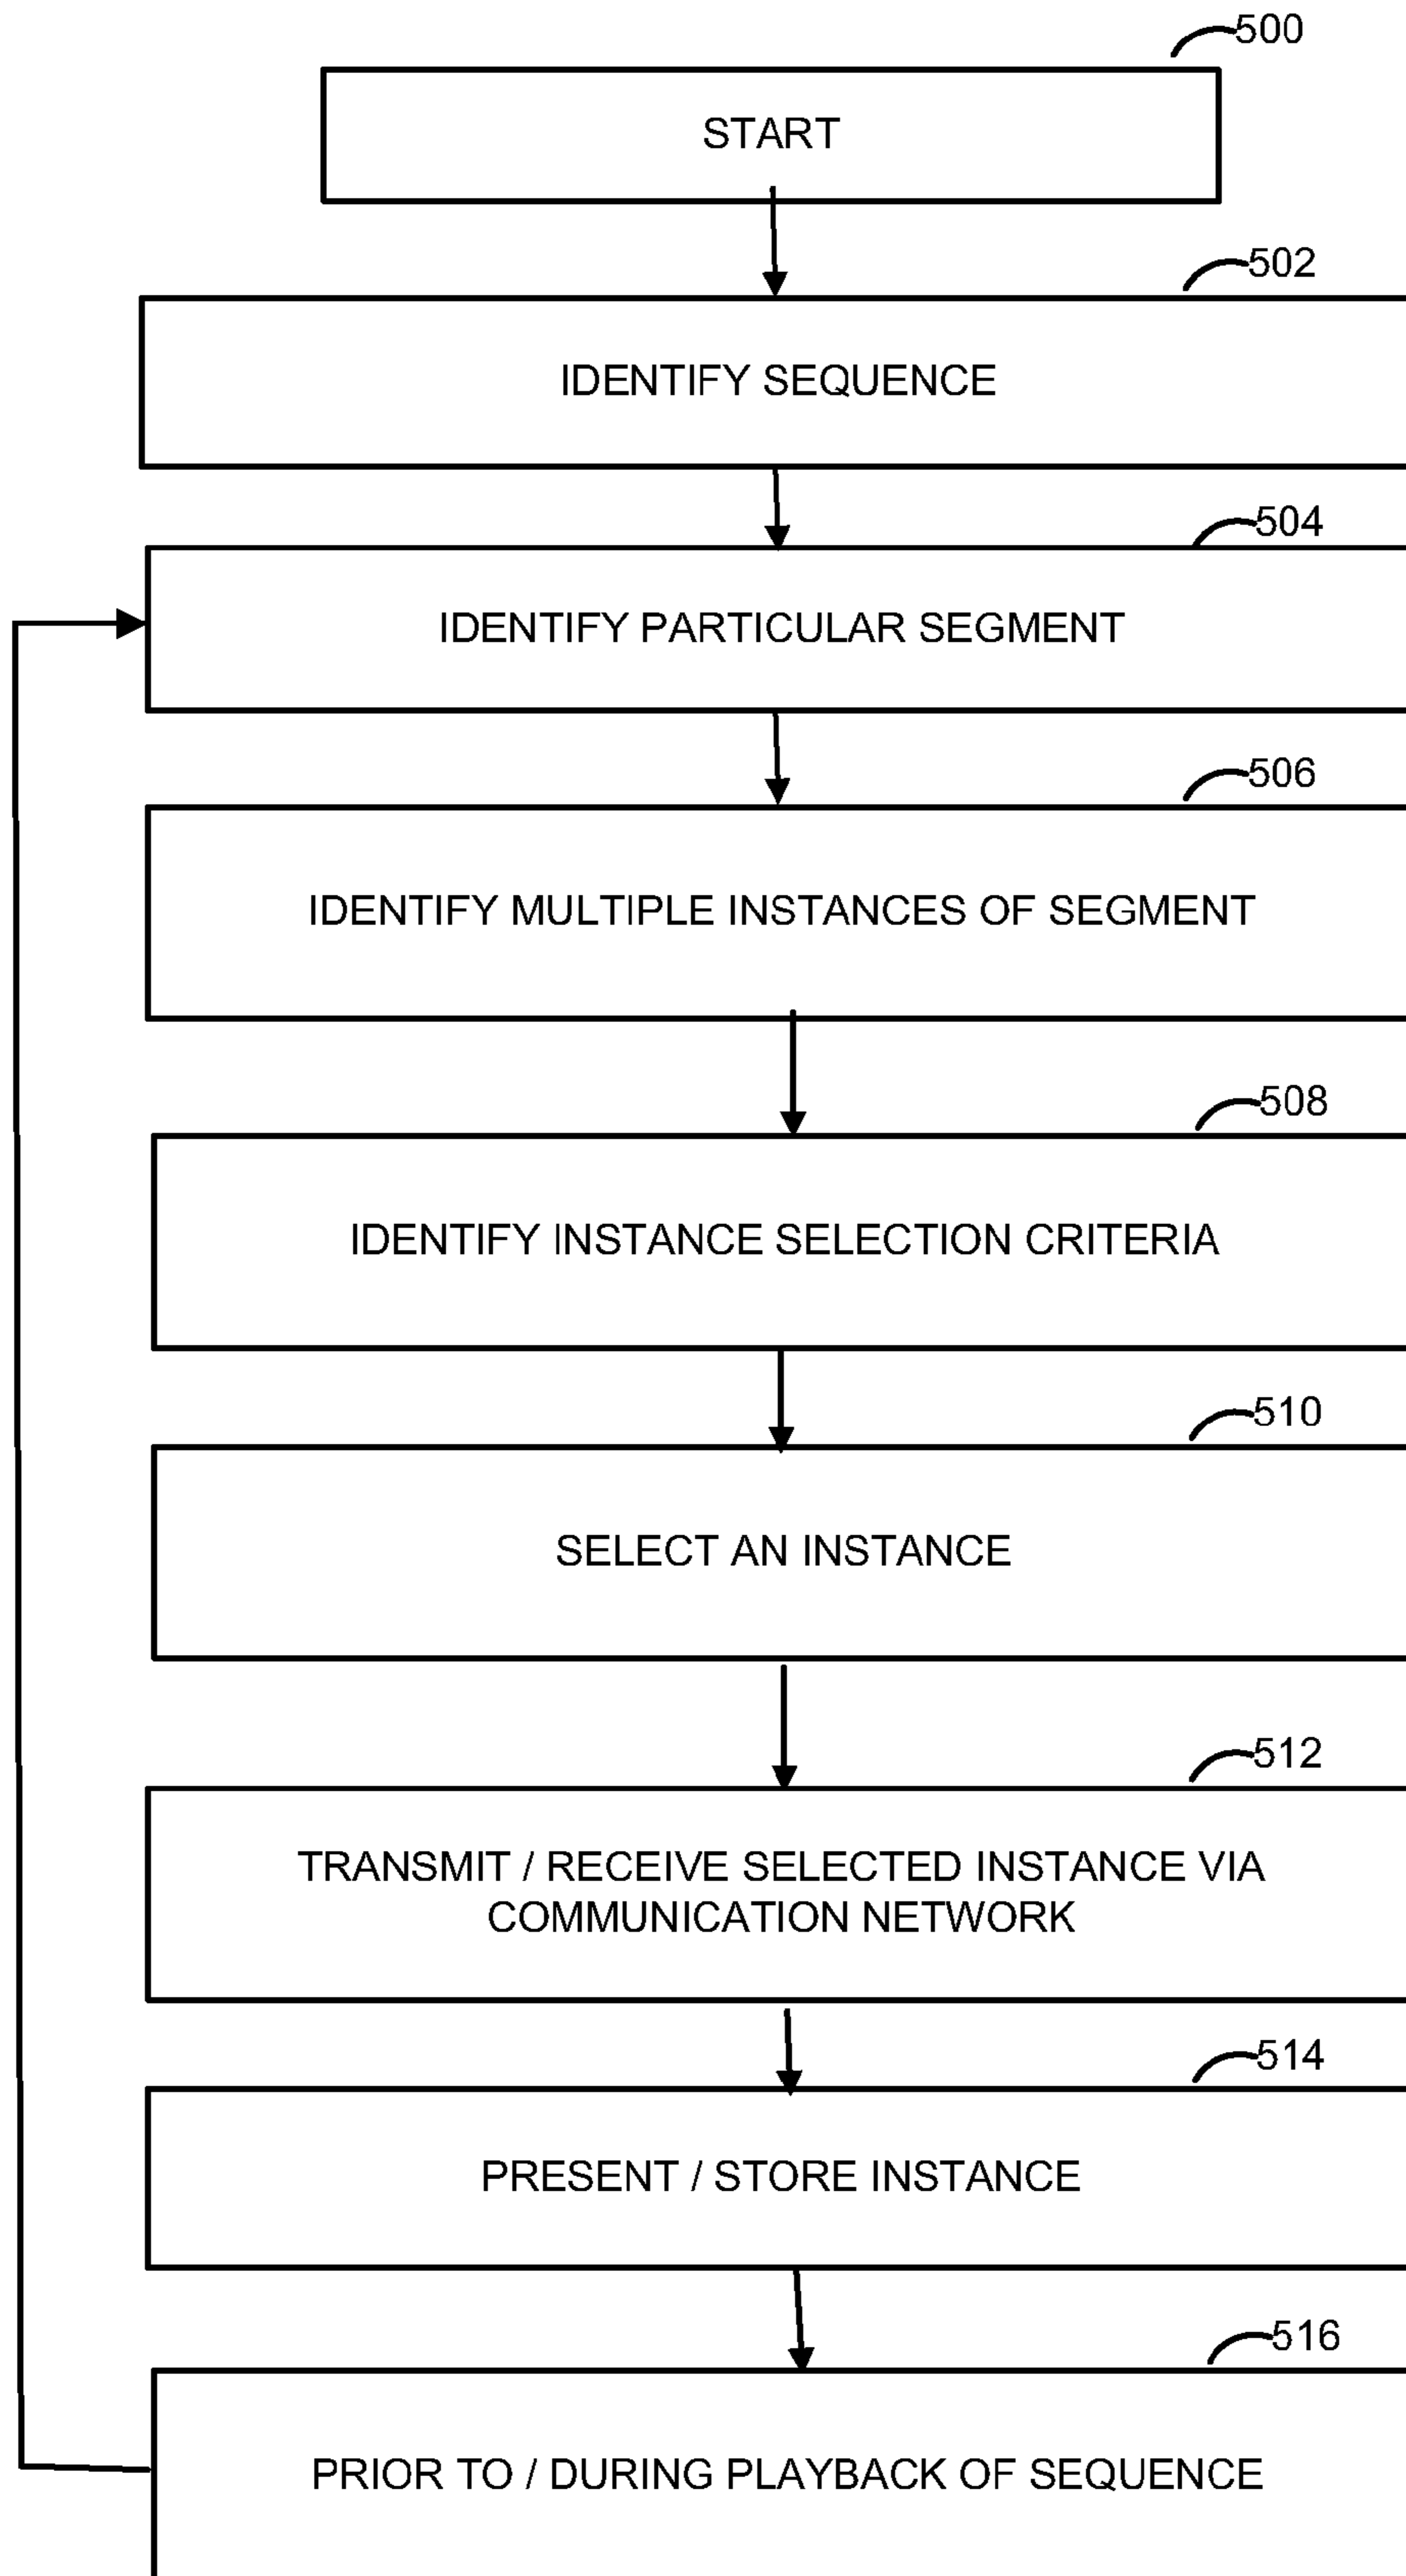 500
START
502
IDENTIFY SEQUENCE
504
IDENTIFY PARTICULAR SEGMENT
506
IDENTIFY MULTIPLE INSTANCES OF SEGMENT
508
IDENTIFY INSTANCE SELECTION CRITERIA
510
SELECT AN INSTANCE
512
TRANSMIT / RECEIVE SELECTED INSTANCE VIA
COMMUNICATION NETWORK
514
PRESENT / STORE INSTANCE
516
PRIOR TO / DURING PLAYBACK OF SEQUENCE